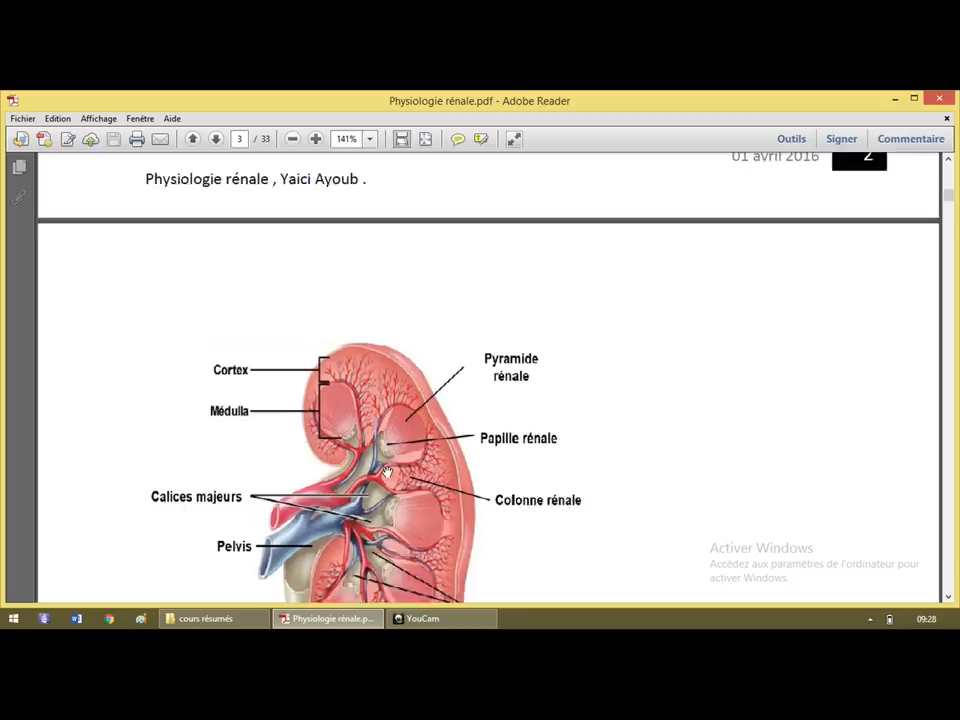 Physiologie rénale.pdf - Adobe Reader
Fichier Edition Affichage Fenêtre Aide
3 / 33 141% Outils Signer Commentaire
01 avril 2016 2
Physiologie rénale , Yaici Ayoub .
Cortex
Pyramide
rénale
Médulla
Papille rénale
Calices majeurs
Colonne rénale
Pelvis
Activer Windows
Accédez aux paramètres de l'ordinateur pour
activer Windows.
cours résumés Physiologie rénale.p... YouCam 09:28